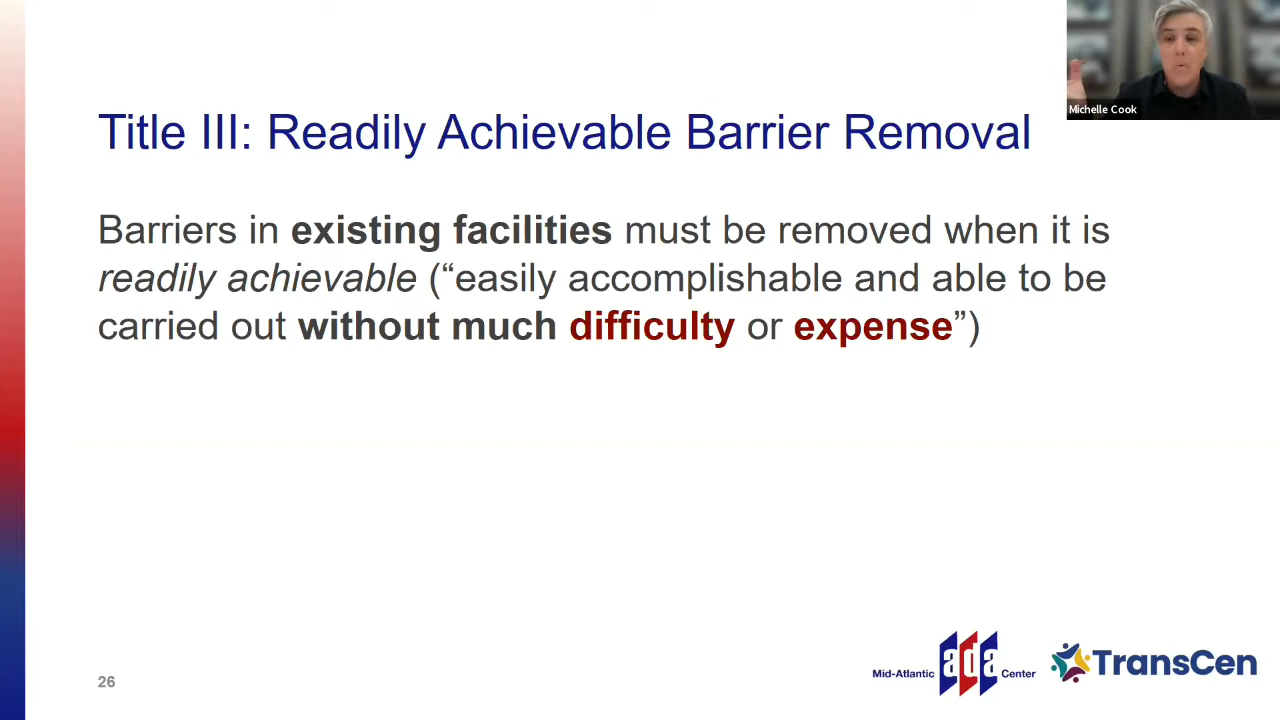 Michelle Cook
Title III: Readily Achievable Barrier Removal
Barriers in existing facilities must be removed when it is
readily achievable (“easily accomplishable and able to be
carried out without much difficulty or expense”)
26
Mid-Atlantic ada Center
TransCen